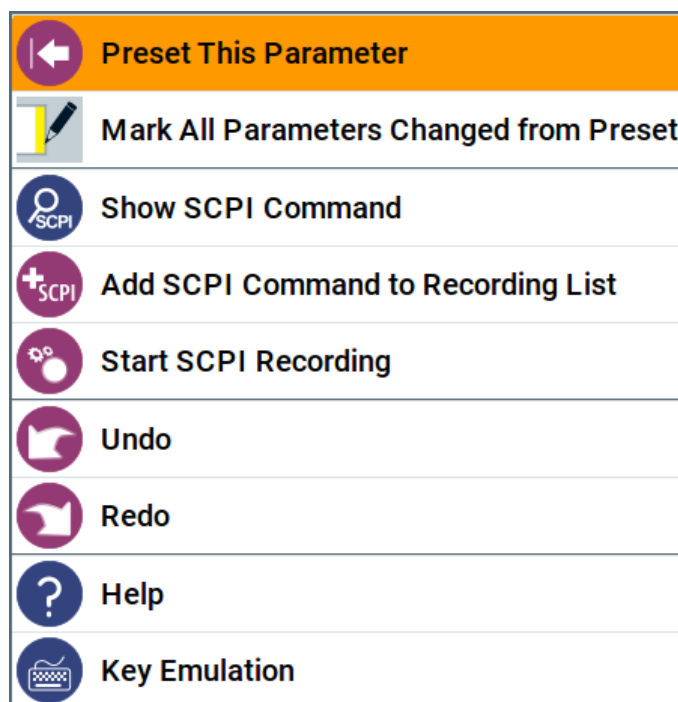 Preset This Parameter
Mark All Parameters Changed from Preset
SCPI
Show SCPI Command
+SCPI
Add SCPI Command to Recording List
Start SCPI Recording
Undo
Redo
?
Help
Key Emulation